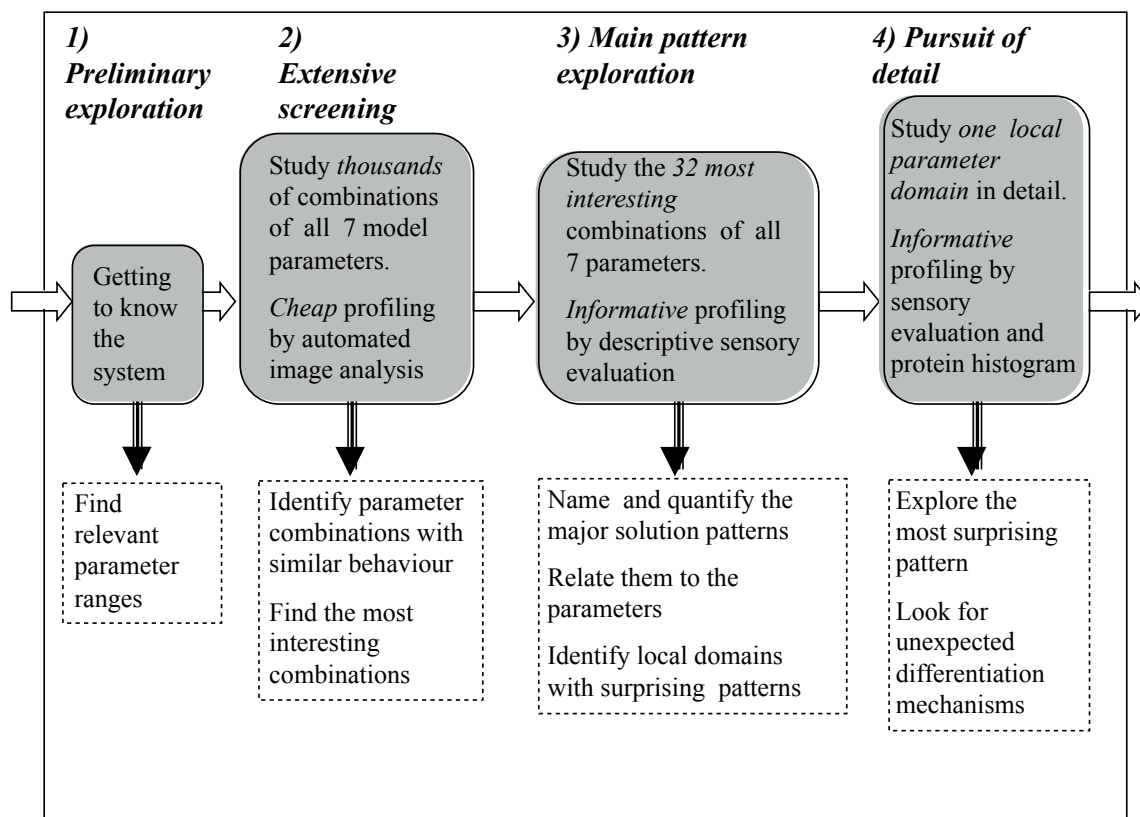 1)
Preliminary
exploration
Getting
to know
the
system
Find
relevant
parameter
ranges
2)
Extensive
screening
Study thousands
of combinations
of all 7 model
parameters.
Cheap profiling
by automated
image analysis
Identify parameter
combinations with
similar behaviour
Find the most
interesting
combinations
3) Main pattern
exploration
Study the 32 most
interesting
combinations of all
7 parameters.
Informative profiling
by descriptive sensory
evaluation
Name and quantify the
major solution patterns
Relate them to the
parameters
Identify local domains
with surprising patterns
4) Pursuit of
detail
Study one local
parameter
domain in detail.
Informative
profiling by
sensory
evaluation and
protein histogram
Explore the
most surprising
pattern
Look for
unexpected
differentiation
mechanisms